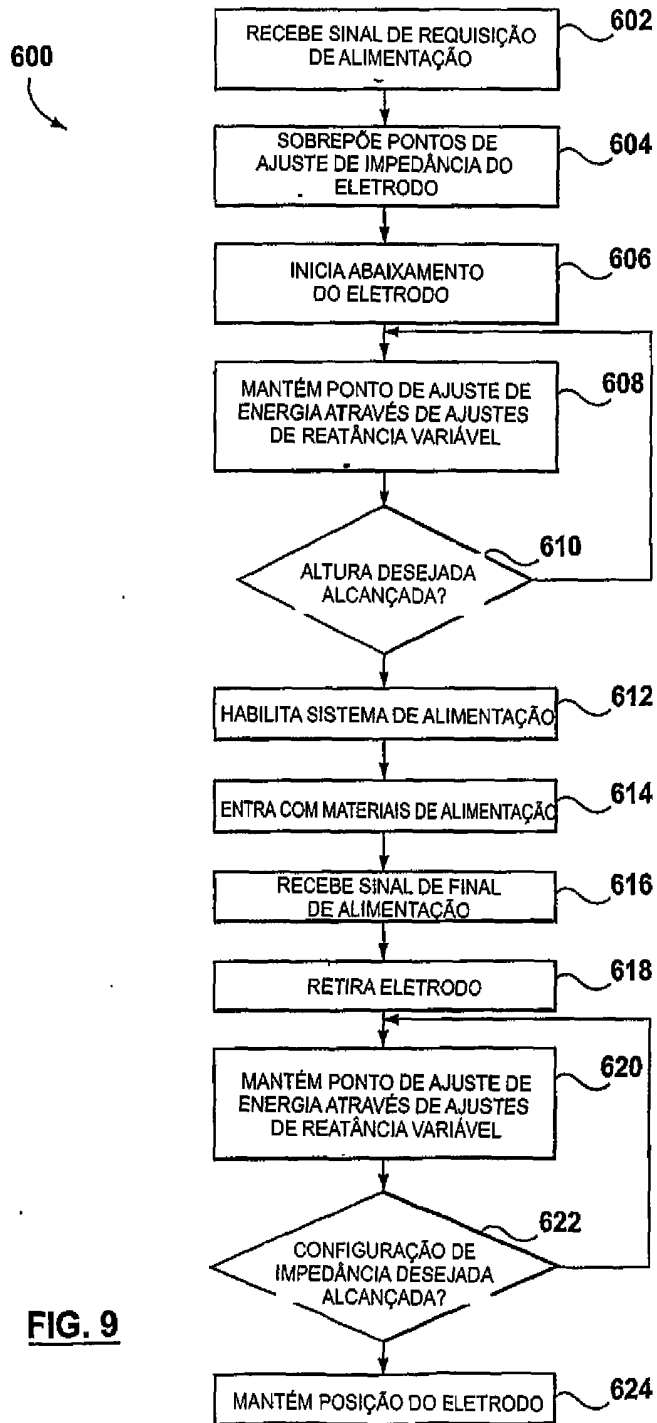 600
RECEBE SINAL DE REQUISIÇÃO
DE ALIMENTAÇÃO
602
SOBREPÕE PONTOS DE
AJUSTE DE IMPEDÂNCIA DO
ELETRODO
604
INICIA ABAIXAMENTO
DO ELETRODO
606
MANTÉM PONTO DE AJUSTE DE
ENERGIA ATRAVÉS DE AJUSTES
DE REATÂNCIA VARIÁVEL
608
ALTURA DESEJADA
ALCANÇADA?
610
HABILITA SISTEMA DE ALIMENTAÇÃO
612
ENTRA COM MATERIAIS DE ALIMENTAÇÃO
614
RECEBE SINAL DE FINAL
DE ALIMENTAÇÃO
616
RETIRA ELETRODO
618
MANTÉM PONTO DE AJUSTE DE
ENERGIA ATRAVÉS DE AJUSTES
DE REATÂNCIA VARIÁVEL
620
CONFIGURAÇÃO DE
IMPEDÂNCIA DESEJADA
ALCANÇADA?
622
MANTÉM POSIÇÃO DO ELETRODO
624
FIG. 9